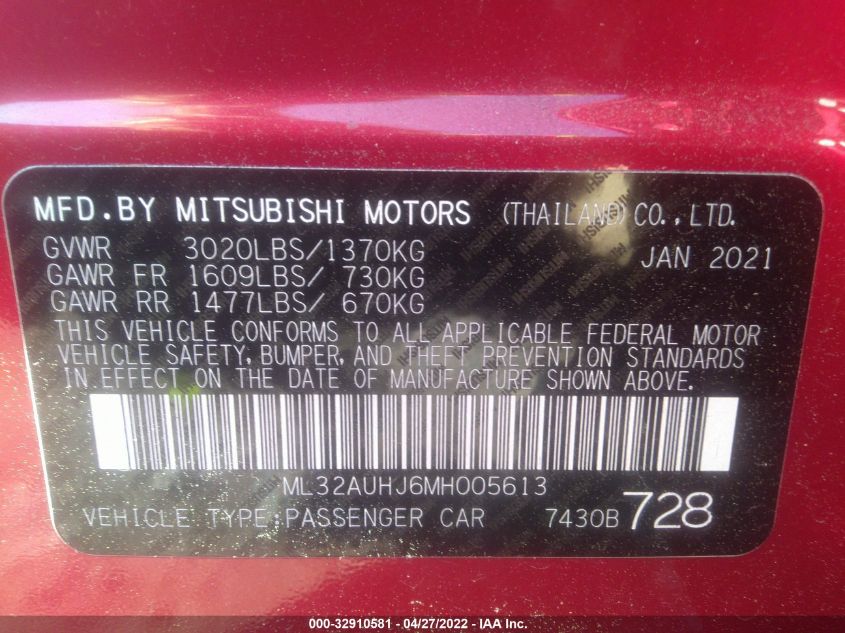 MFD.BY MITSUBISHI MOTORS (THAILAND) CO.,LTD.
GVWR 3020LBS/1370KG JAN 2021
GAWR FR 1609LBS/ 730KG
GAWR RR 1477LBS/ 670KG
THIS VEHICLE CONFORMS TO ALL APPLICABLE FEDERAL MOTOR
VEHICLE SAFETY, BUMPER, AND THEFT PREVENTION STANDARDS
IN EFFECT ON THE DATE OF MANUFACTURE SHOWN ABOVE.
ML32AUHJ6MH005613
VEHICLE TYPE:PASSENGER CAR 7430B 728
000-32910581 - 04/27/2022 - IAA Inc.